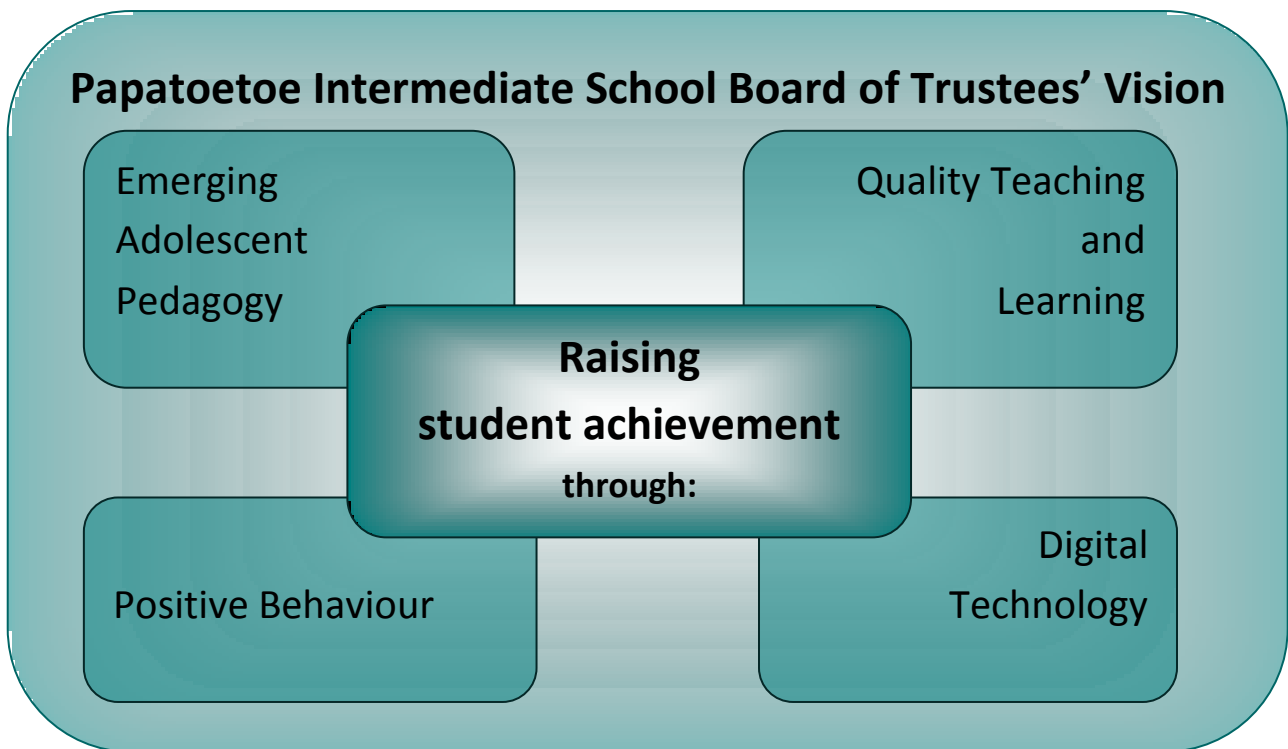 Papatoetoe Intermediate School Board of Trustees’ Vision
Emerging
Adolescent
Pedagogy
Quality Teaching
and
Learning
Raising
student achievement
through:
Positive Behaviour
Digital
Technology